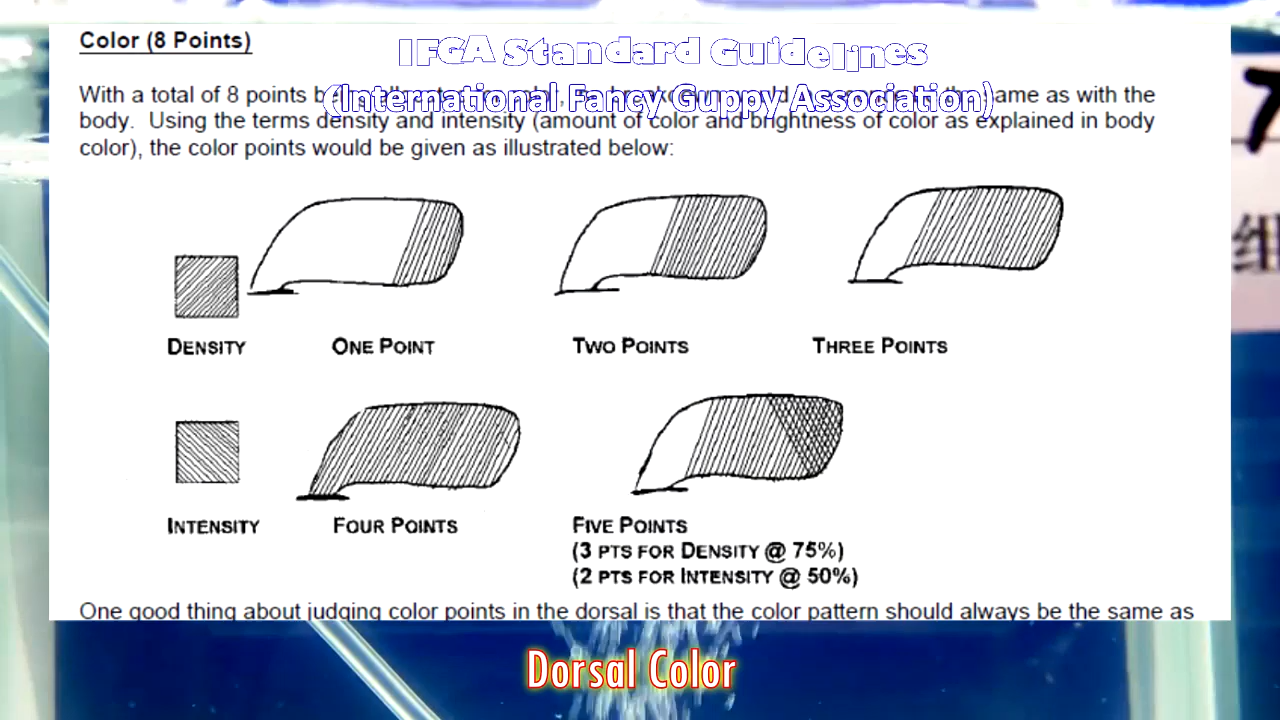 Color (8 Points)
IFGA Standard Guidelines
(International Fancy Guppy Association)
With a total of 8 points ame as with the
body. Using the terms density and intensity (amount of color and brightness of color as explained in body
color), the color points would be given as illustrated below:
DENSITY ONE POINT TWO POINTS THREE POINTS
INTENSITY FOUR POINTS FIVE POINTS
(3 PTS FOR DENSITY @ 75%)
(2 PTS FOR INTENSITY @ 50%)
One good thing about judging color points in the dorsal is that the color pattern should always be the same as
Dorsal Color
组